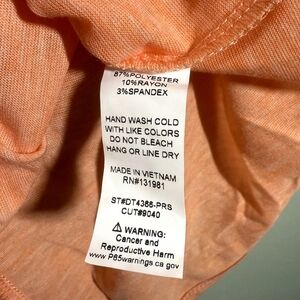 87%POLYESTER
10%RAYON
3%SPANDEX
HAND WASH COLD
WITH LIKE COLORS
DO NOT BLEACH
HANG OR LINE DRY
MADE IN VIETNAM
RN#131981
ST#DT4366-PRS
CUT#9040
⚠ WARNING:
Cancer and
Reproductive Harm
www.P65warnings.ca.gov